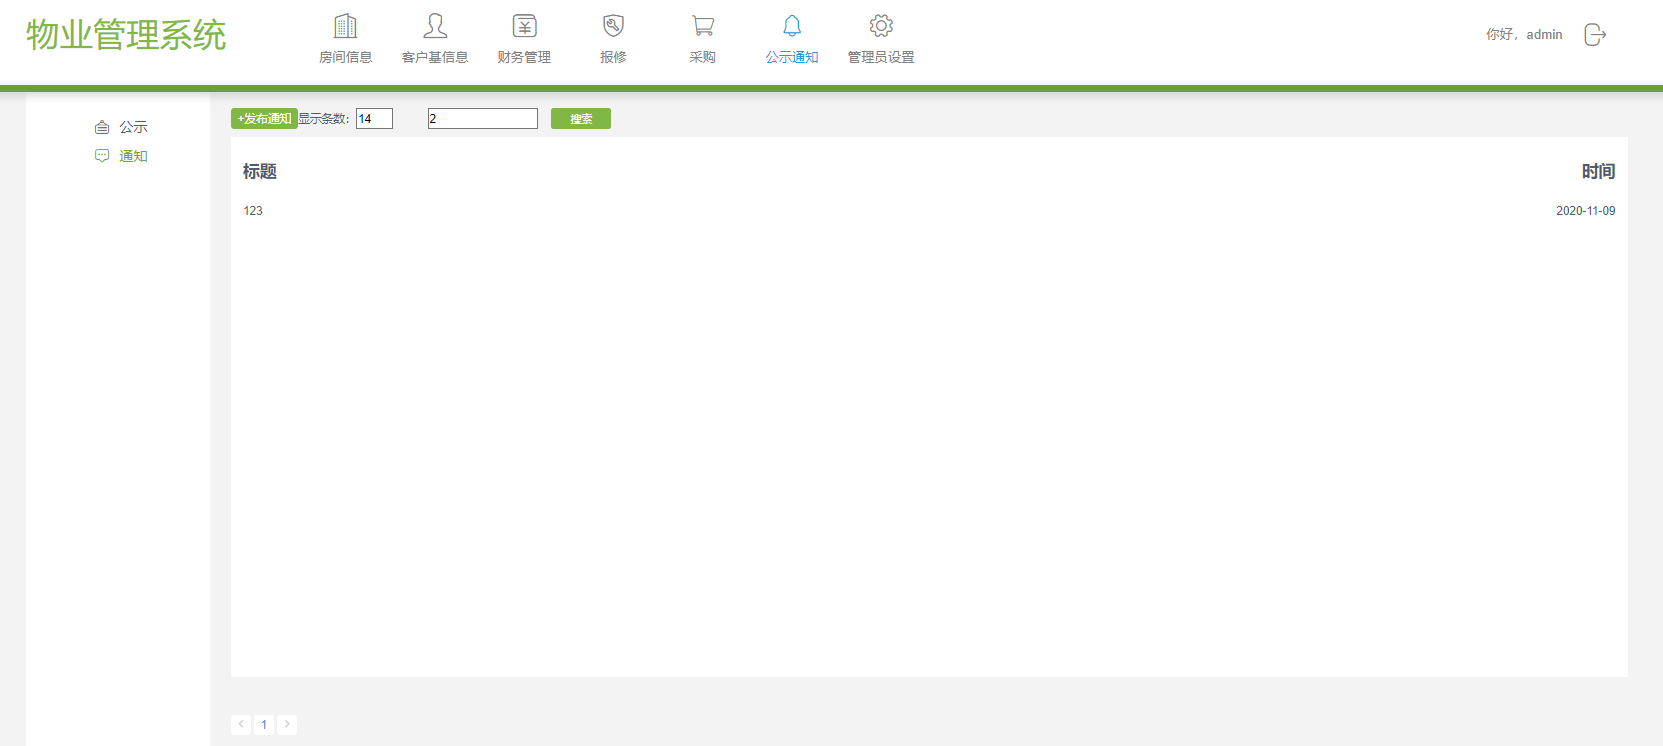 物业管理系统
房间信息 客户基信息 财务管理 报修 采购 公示通知 管理员设置
你好，admin
公示
通知
+发布通知 显示条数: 14 2 搜索
标题 时间
123 2020-11-09
< 1 >